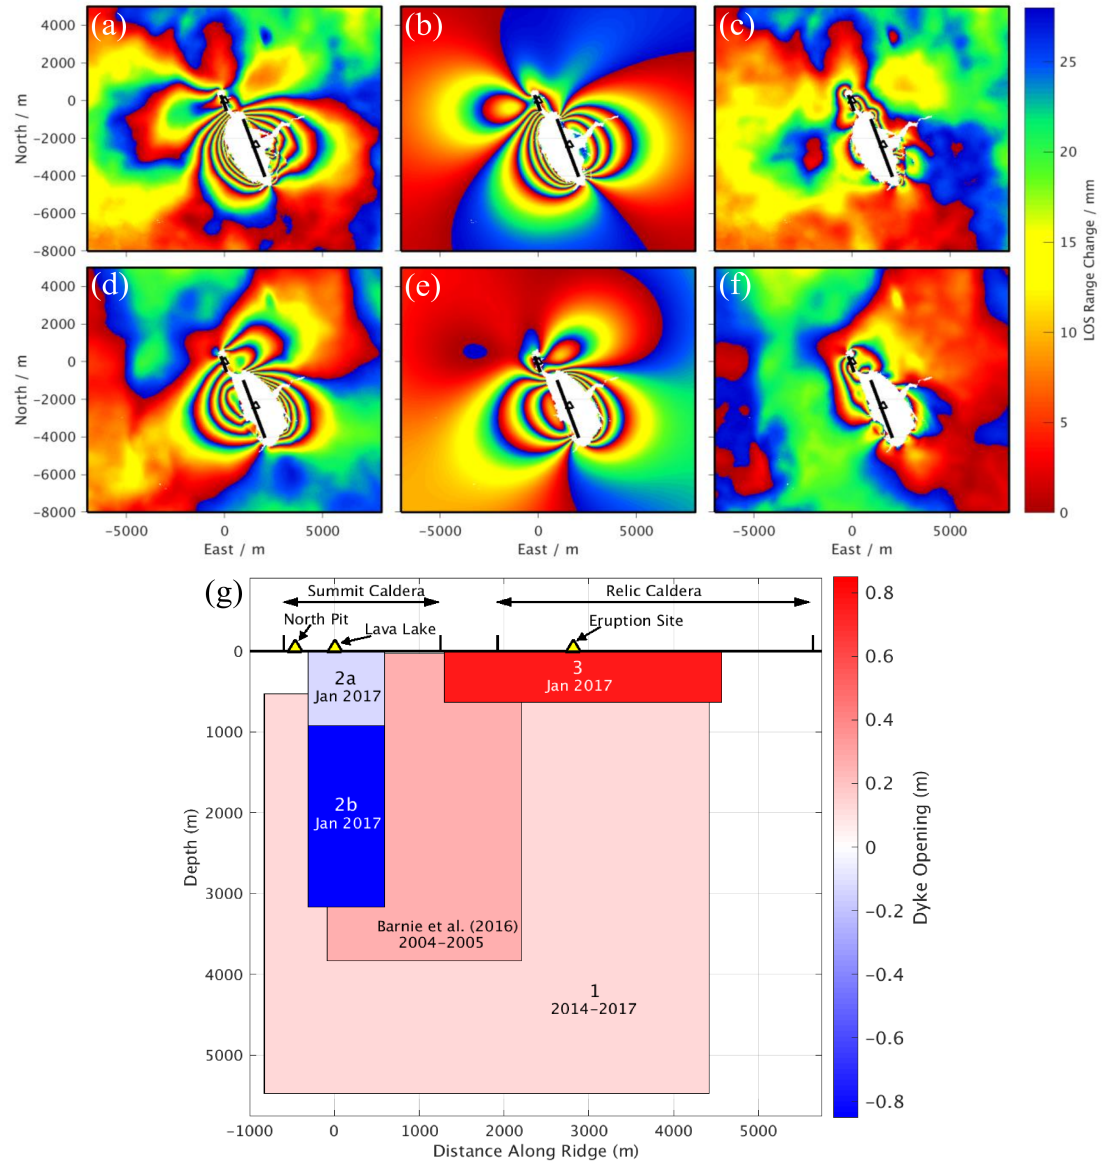 (a)
(b)
(c)
4000
2000
0
−2000
−4000
−6000
−8000
North / m
25
20
15
10
5
0
LOS Range Change / mm
(d)
(e)
(f)
4000
2000
0
−2000
−4000
−6000
−8000
North / m
−5000 0 5000
−5000 0 5000
−5000 0 5000
East / m
East / m
East / m
(g)
Summit Caldera
Relic Caldera
North Pit
Lava Lake
Eruption Site
0
1000
2000
3000
4000
5000
Depth (m)
2a
Jan 2017
3
Jan 2017
2b
Jan 2017
Barnie et al. (2016)
2004−2005
1
2014−2017
-1000 0 1000 2000 3000 4000 5000
Distance Along Ridge (m)
0.8
0.6
0.4
0.2
0
-0.2
-0.4
-0.6
-0.8
Dyke Opening (m)